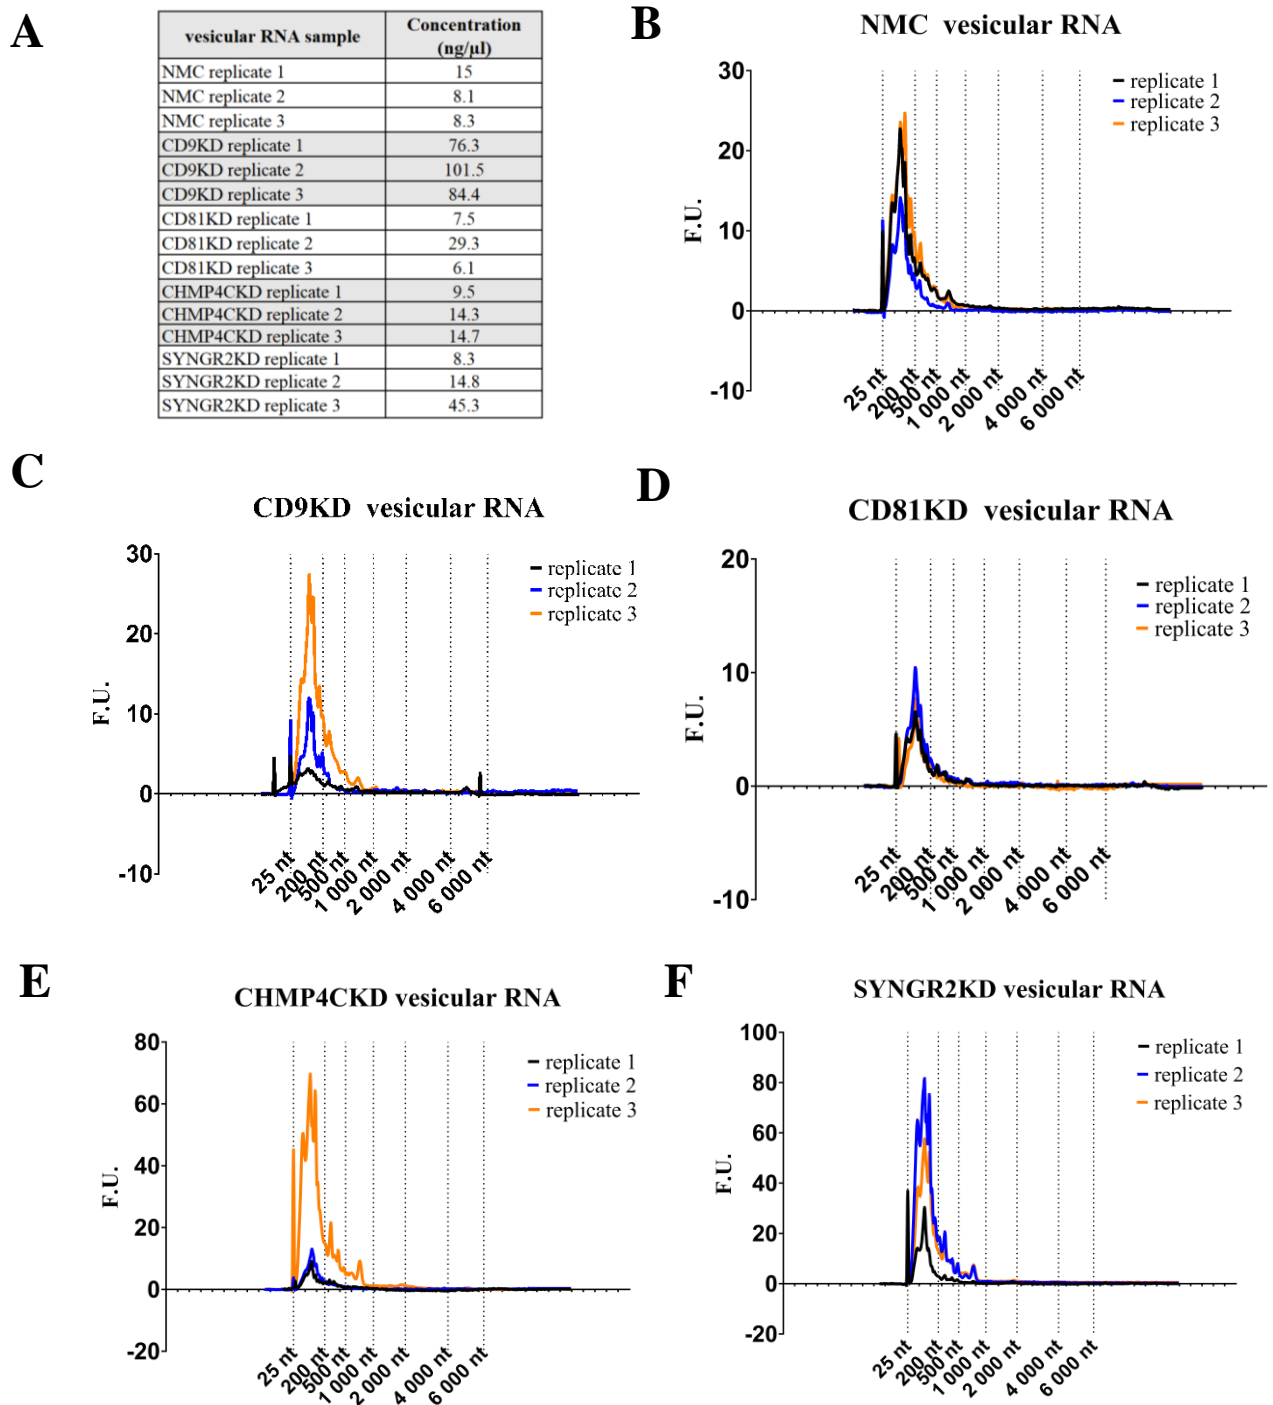 A
vesicular RNA sample Concentration (ng/µl)
NMC replicate 1 15
NMC replicate 2 8.1
NMC replicate 3 8.3
CD9KD replicate 1 76.3
CD9KD replicate 2 101.5
CD9KD replicate 3 84.4
CD81KD replicate 1 7.5
CD81KD replicate 2 29.3
CD81KD replicate 3 6.1
CHMP4CKD replicate 1 9.5
CHMP4CKD replicate 2 14.3
CHMP4CKD replicate 3 14.7
SYNGR2KD replicate 1 8.3
SYNGR2KD replicate 2 14.8
SYNGR2KD replicate 3 45.3
B
NMC vesicular RNA
replicate 1
replicate 2
replicate 3
F.U.
30
20
10
0
-10
25 nt
200 nt
500 nt
1 000 nt
2 000 nt
4 000 nt
6 000 nt
C
CD9KD vesicular RNA
replicate 1
replicate 2
replicate 3
F.U.
30
20
10
0
-10
25 nt
200 nt
500 nt
1 000 nt
2 000 nt
4 000 nt
6 000 nt
D
CD81KD vesicular RNA
replicate 1
replicate 2
replicate 3
F.U.
20
10
0
-10
25 nt
200 nt
500 nt
1 000 nt
2 000 nt
4 000 nt
6 000 nt
E
CHMP4CKD vesicular RNA
replicate 1
replicate 2
replicate 3
F.U.
80
60
40
20
0
-20
25 nt
200 nt
500 nt
1 000 nt
2 000 nt
4 000 nt
6 000 nt
F
SYNGR2KD vesicular RNA
replicate 1
replicate 2
replicate 3
F.U.
100
80
60
40
20
0
-20
25 nt
200 nt
500 nt
1 000 nt
2 000 nt
4 000 nt
6 000 nt